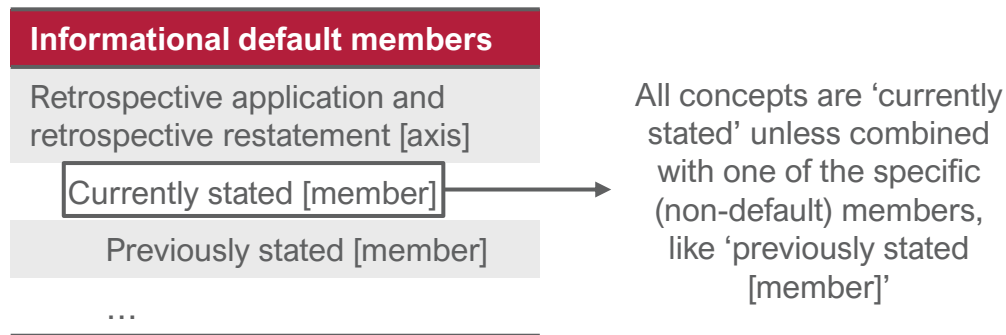 Informational default members
Retrospective application and
retrospective restatement [axis]
Currently stated [member]
Previously stated [member]
…
All concepts are ‘currently
stated’ unless combined
with one of the specific
(non-default) members,
like ‘previously stated
[member]’